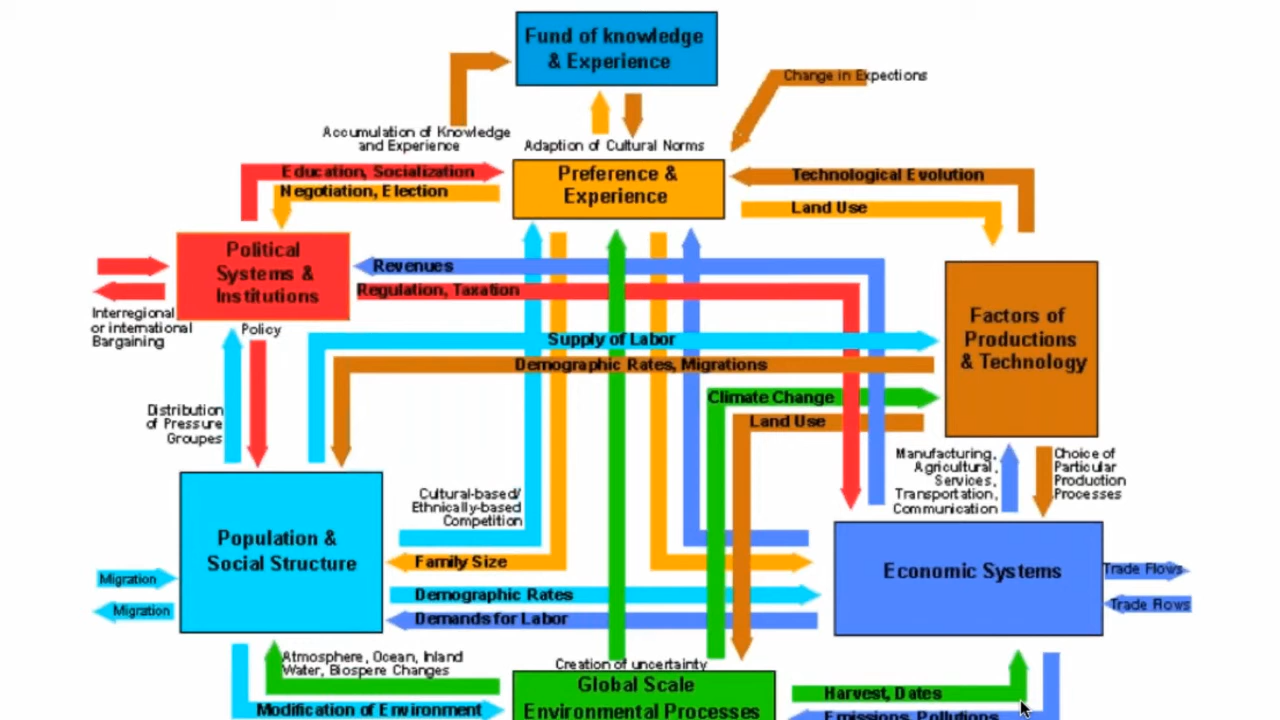 Fund of knowledge
& Experience
Change in Expections
Accumulation of Knowledge
and Experience
Adaption of Cultural Norms
Education, Socialization
Negotiation, Election
Preference &
Experience
Technological Evolution
Land Use
Political
Systems &
Institutions
Revenues
Regulation, Taxation
Interregional
or international
Bargaining
Policy
Supply of Labor
Demographic Rates, Migrations
Factors of
Productions
& Technology
Climate Change
Land Use
Distribution
of Pressure
Groupes
Manufacturing,
Agricultural,
Services,
Transportation,
Communication
Choice of
Particular
Production
Processes
Cultural-based/
Ethnically-based
Competition
Population &
Social Structure
Family Size
Economic Systems
Migration
Migration
Trade Flows
Trade Flows
Demographic Rates
Demands for Labor
Atmosphere, Ocean, Inland
Water, Biospere Changes
Creation of uncertainty
Global Scale
Environmental Processes
Harvest, Dates
Modification of Environment
Emissions, Pollutions